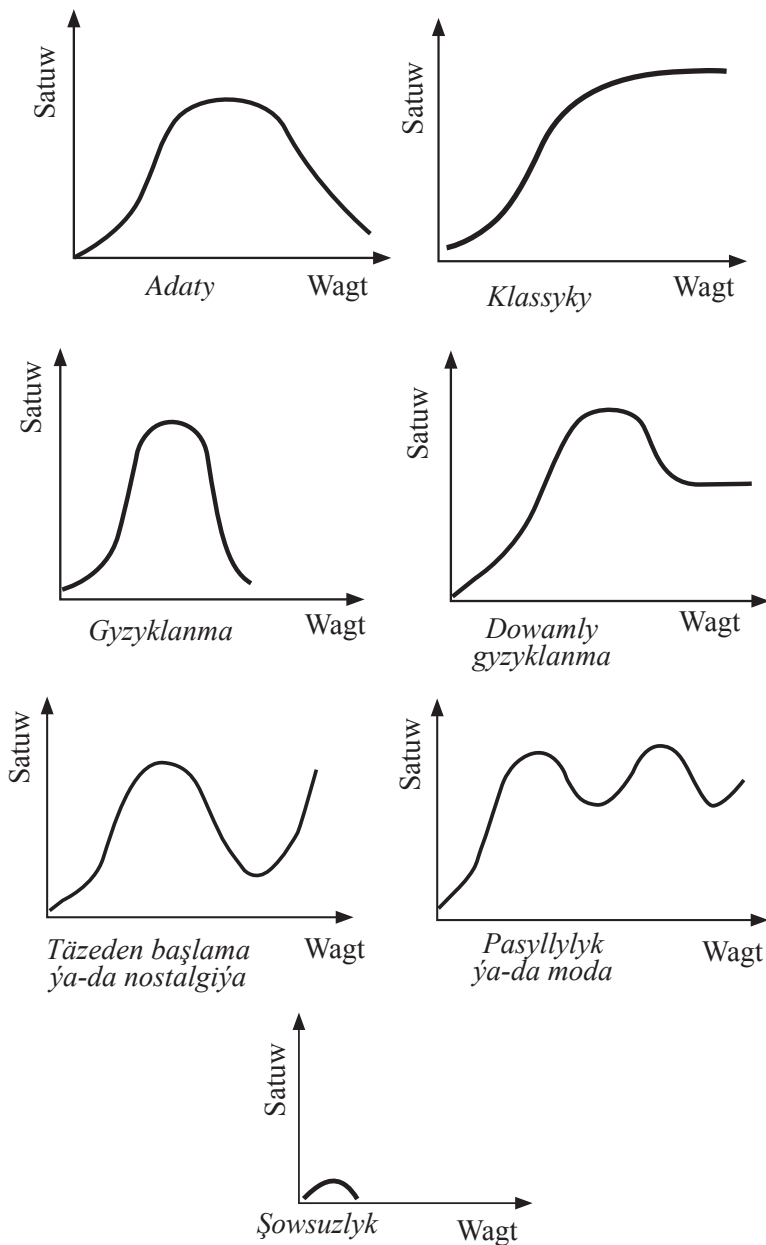 Satuw
Satuw
Adaty
Wagt
Klassyky
Wagt
Satuw
Satuw
Gyzyklanma
Wagt
Dowamly
gyzyklanma
Wagt
Satuw
Satuw
Täzeden başlama
ýa-da nostalgiýa
Wagt
Pasyllylyk
ýa-da moda
Wagt
Satuw
Şowsuzlyk
Wagt